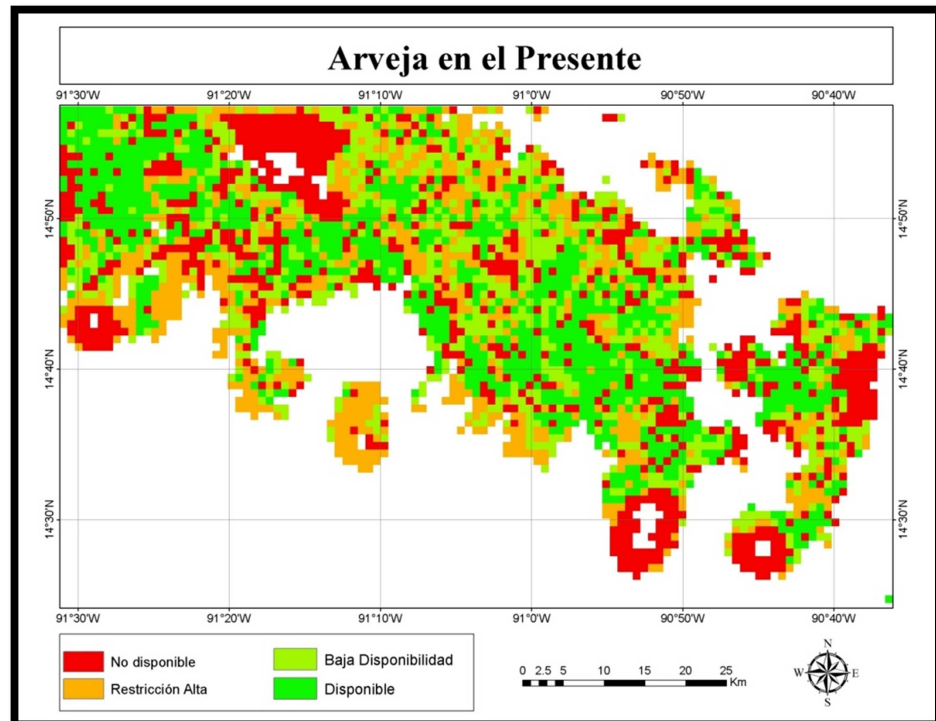 Arveja en el Presente
91°30'W 91°20'W 91°10'W 91°0'W 90°50'W 90°40'W
14°50'N 14°50'N
14°40'N 14°40'N
14°30'N 14°30'N
91°30'W 91°20'W 91°10'W 91°0'W 90°50'W 90°40'W
No disponible Baja Disponibilidad
Restricción Alta Disponible
0 2.5 5 10 15 20 25
Km
N
W E
S